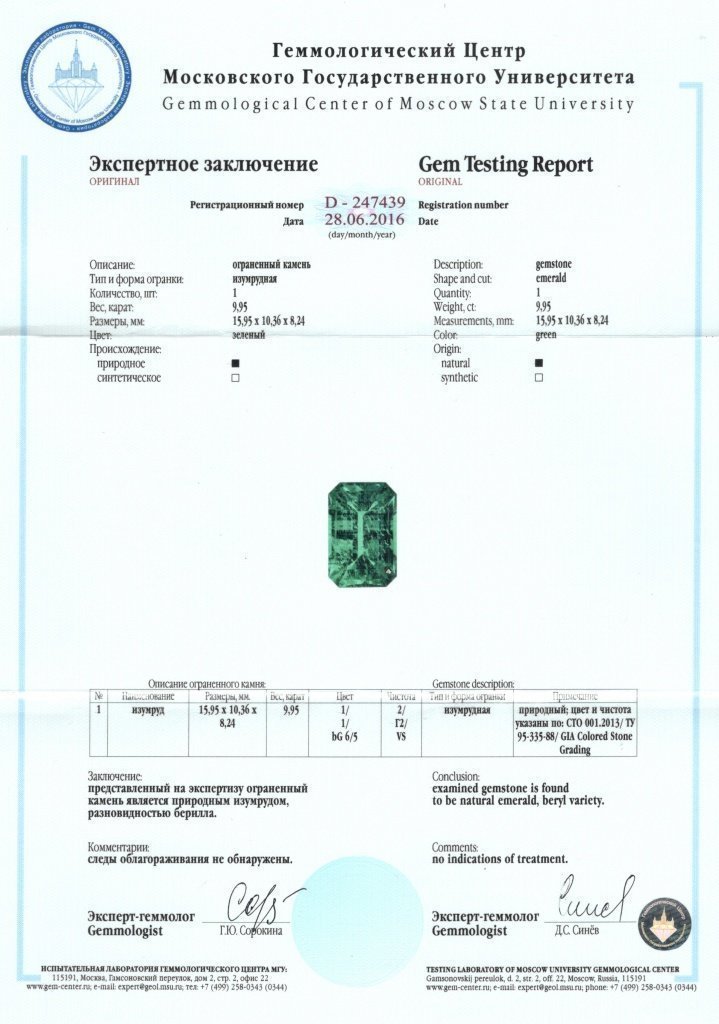 Геммологический Центр
Московского Государственного Университета
Gemmological Center of Moscow State University
Экспертное заключение
ОРИГИНАЛ
Gem Testing Report
ORIGINAL
Регистрационный номер D - 247439 Registration number
Дата 28.06.2016 Date
(day/month/year)
Описание: ограненный камень
Тип и форма огранки: изумрудная
Количество, шт: 1
Вес, карат: 9,95
Размеры, мм: 15,95 x 10,36 x 8,24
Цвет: зеленый
Происхождение:
природное ■
синтетическое □
Description: gemstone
Shape and cut: emerald
Quantity: 1
Weight, ct: 9,95
Measurements, mm: 15,95 x 10,36 x 8,24
Color: green
Origin:
natural ■
synthetic □
Описание ограненного камня: Gemstone description:
№ Наименование Размеры, мм. Вес, карат Цвет Чистота Тип и форма огранки Примечание
1 изумруд 15,95 x 10,36 x 9,95 1/ 2/ изумрудная природный; цвет и чистота
8,24 1/ Г2/ указаны по: СТО 001.2013/ ТУ
bG 6/5 VS 95-335-88/ GIA Colored Stone
Grading
Заключение:
представленный на экспертизу ограненный
камень является природным изумрудом,
разновидностью берилла.
Conclusion:
examined gemstone is found
to be natural emerald, beryl variety.
Комментарии:
следы облагораживания не обнаружены.
Comments:
no indications of treatment.
Эксперт-геммолог
Gemmologist Г.Ю. Сорокина
Эксперт-геммолог
Gemmologist Д.С. Синёв
ИСПЫТАТЕЛЬНАЯ ЛАБОРАТОРИЯ ГЕММОЛОГИЧЕСКОГО ЦЕНТРА МГУ:
115191, Москва, Гамсоновский переулок, дом 2, стр. 2, офис 22
www.gem-center.ru; e-mail: expert@geol.msu.ru; тел: +7 (499) 258-0343 (0344)
TESTING LABORATORY OF MOSCOW UNIVERSITY GEMMOLOGICAL CENTER
Gamsonovskij pereulok, d. 2, str. 2, off. 22, Moscow, Russia, 115191
www.gem-center.ru; e-mail: expert@geol.msu.ru; phone: +7 (499) 258-0343 (0344)